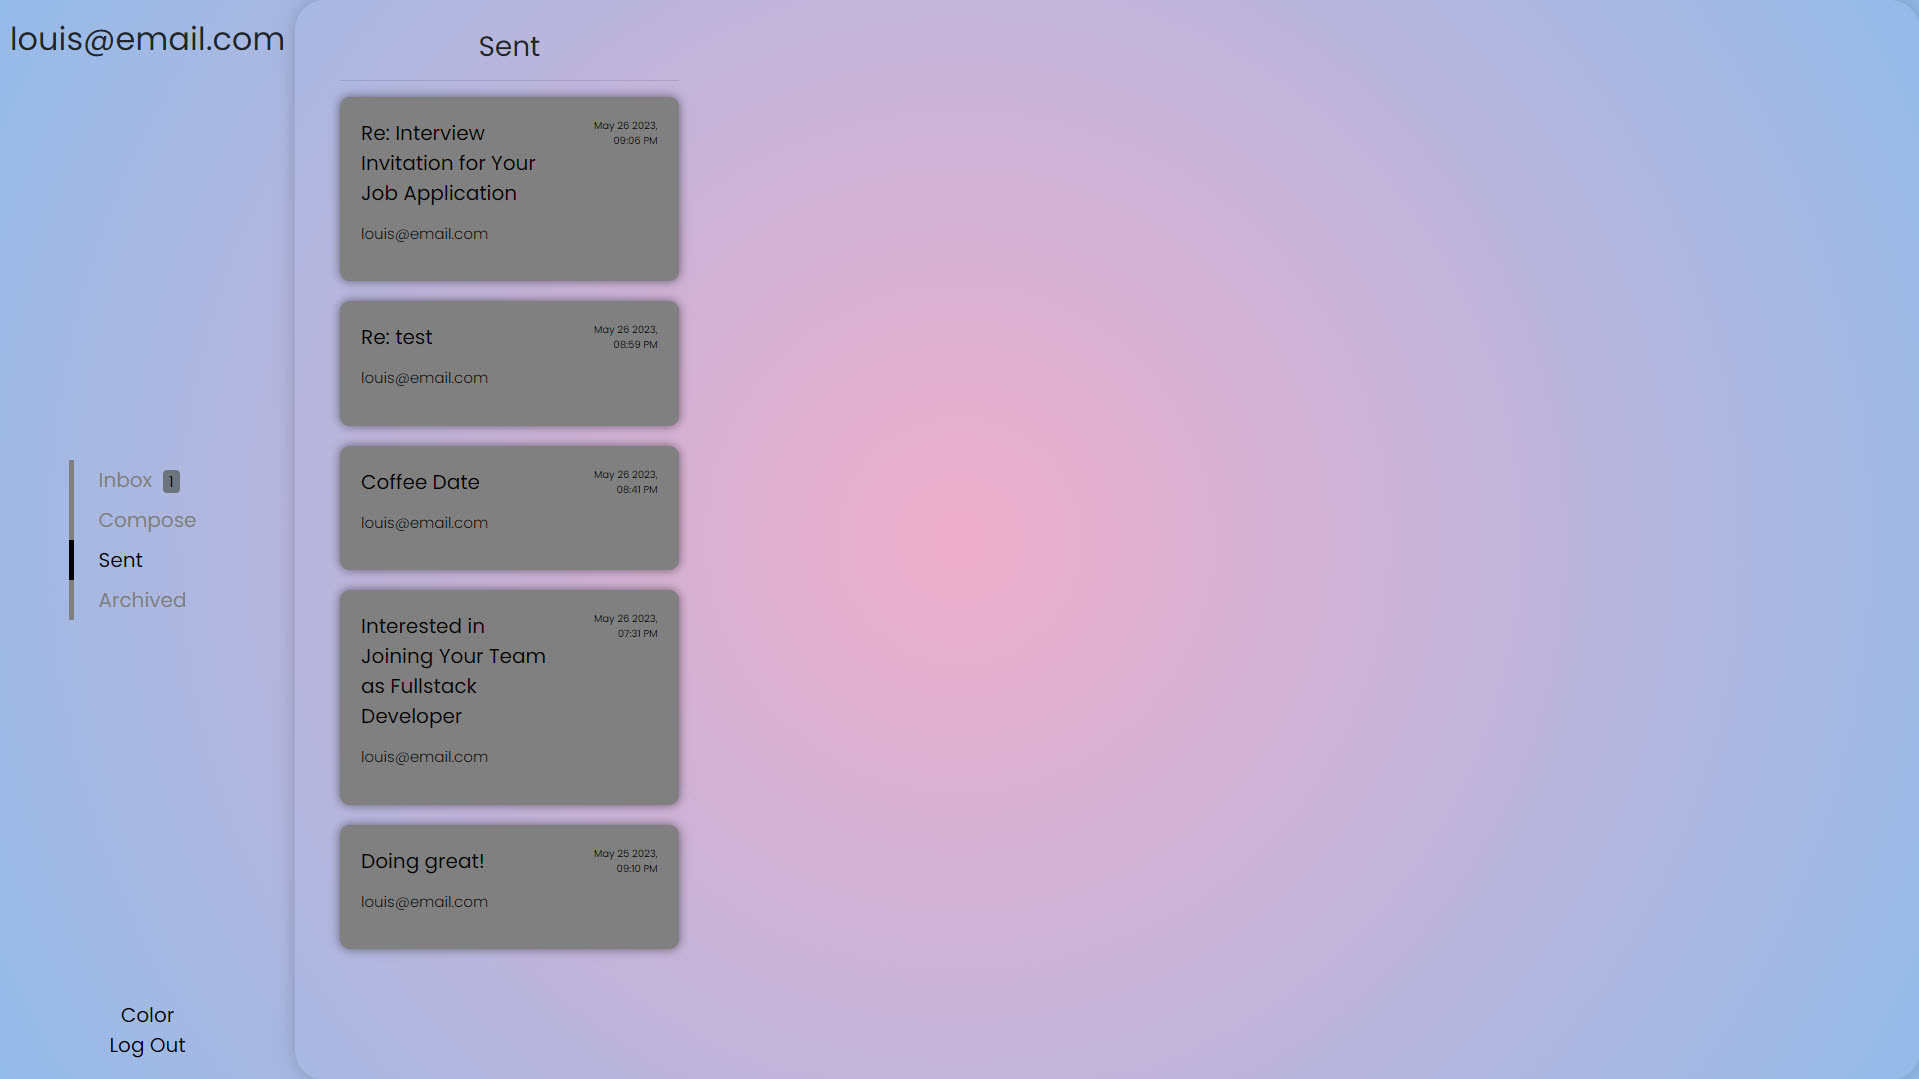 louis@email.com
Inbox 1
Compose
Sent
Archived
Color
Log Out
Sent
Re: Interview
Invitation for Your
Job Application
May 26 2023,
09:06 PM
louis@email.com
Re: test
May 26 2023,
08:59 PM
louis@email.com
Coffee Date
May 26 2023,
08:41 PM
louis@email.com
Interested in
Joining Your Team
as Fullstack
Developer
May 26 2023,
07:31 PM
louis@email.com
Doing great!
May 25 2023,
09:10 PM
louis@email.com